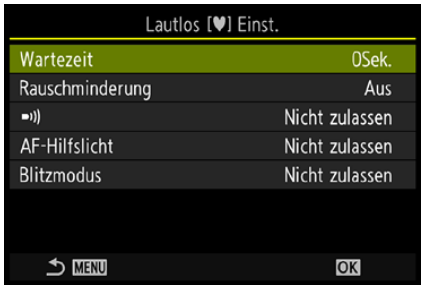 Lautlos [♥] Einst.
Wartezeit 0Sek.
Rauschminderung Aus
Nicht zulassen
AF-Hilfslicht Nicht zulassen
Blitzmodus Nicht zulassen
MENU OK